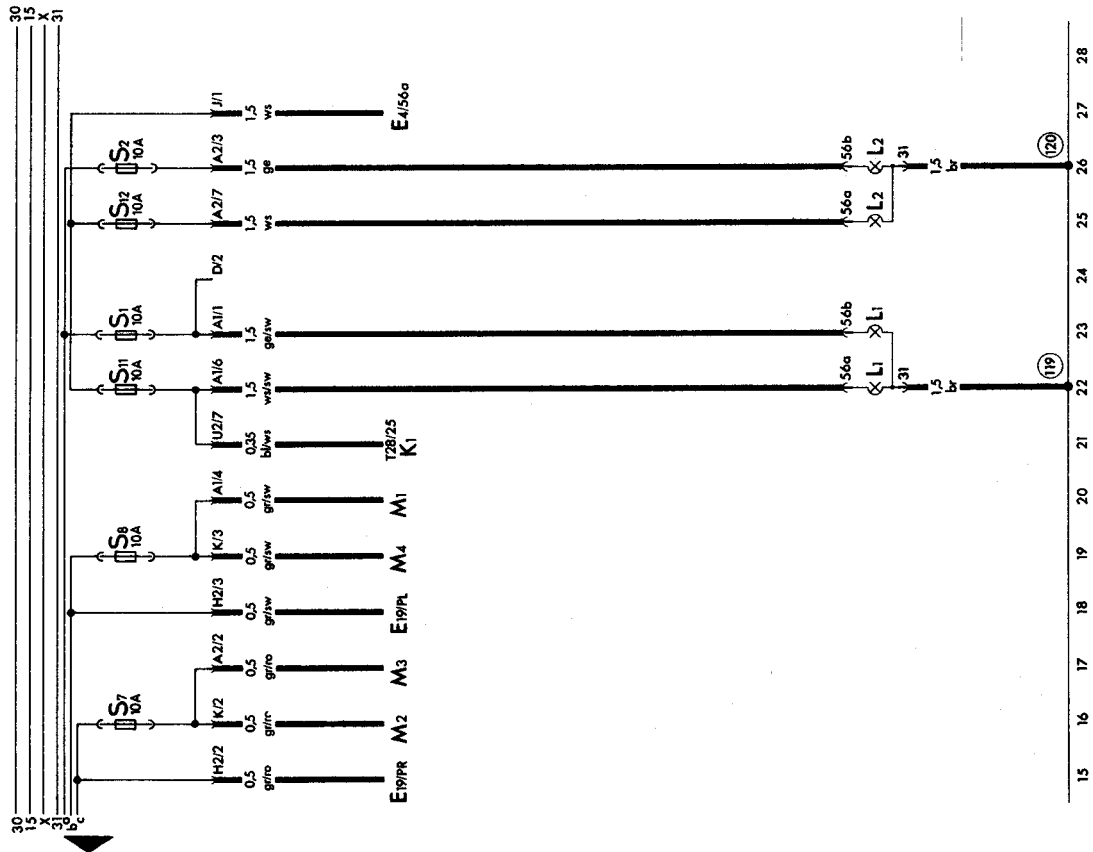 30 30
15 15
X X
31 31
a
b
c
S7 S8 S11 S1 S12 S2
10A 10A 10A 10A 10A 10A
D/2
H2/2 K/2 A2/2 H2/3 K/3 A1/4 U2/7 A1/6 A1/1 A2/7 A2/3 J/1
0,5 0,5 0,5 0,5 0,5 0,5 0,35 1,5 1,5 1,5 1,5 1,5
gr/ro gr/ro gr/ro gr/sw gr/sw gr/sw bl/ws ws/sw ge/sw ws ge ws
T28/25
E19/PR M2 M3 E19/PL M4 M1 K1 E4/56a
56a 56b 56a 56b
L1 L1 L2 L2
31 31
1,5 1,5
br br
119 120
15 16 17 18 19 20 21 22 23 24 25 26 27 28